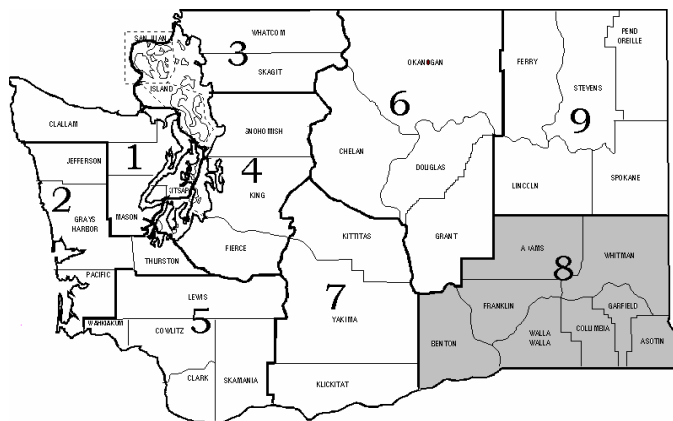 SAN JUAN
WHATCOM
3
SKAGIT
ISLAND
OKANOGAN
6
FERRY
PEND
OREILLE
STEVENS
9
CLALLAM
SNOHOMISH
JEFFERSON
1
4
CHELAN
DOUGLAS
2
KITSAP
KING
LINCOLN
SPOKANE
GRAYS
HARBOR
MASON
THURSTON
PIERCE
KITTITAS
GRANT
ADAMS
8
WHITMAN
PACIFIC
LEWIS
7
YAKIMA
FRANKLIN
GARFIELD
WAHKIAKUM
5
COWLITZ
BENTON
WALLA
WALLA
COLUMBIA
ASOTIN
CLARK
SKAMANIA
KLICKITAT